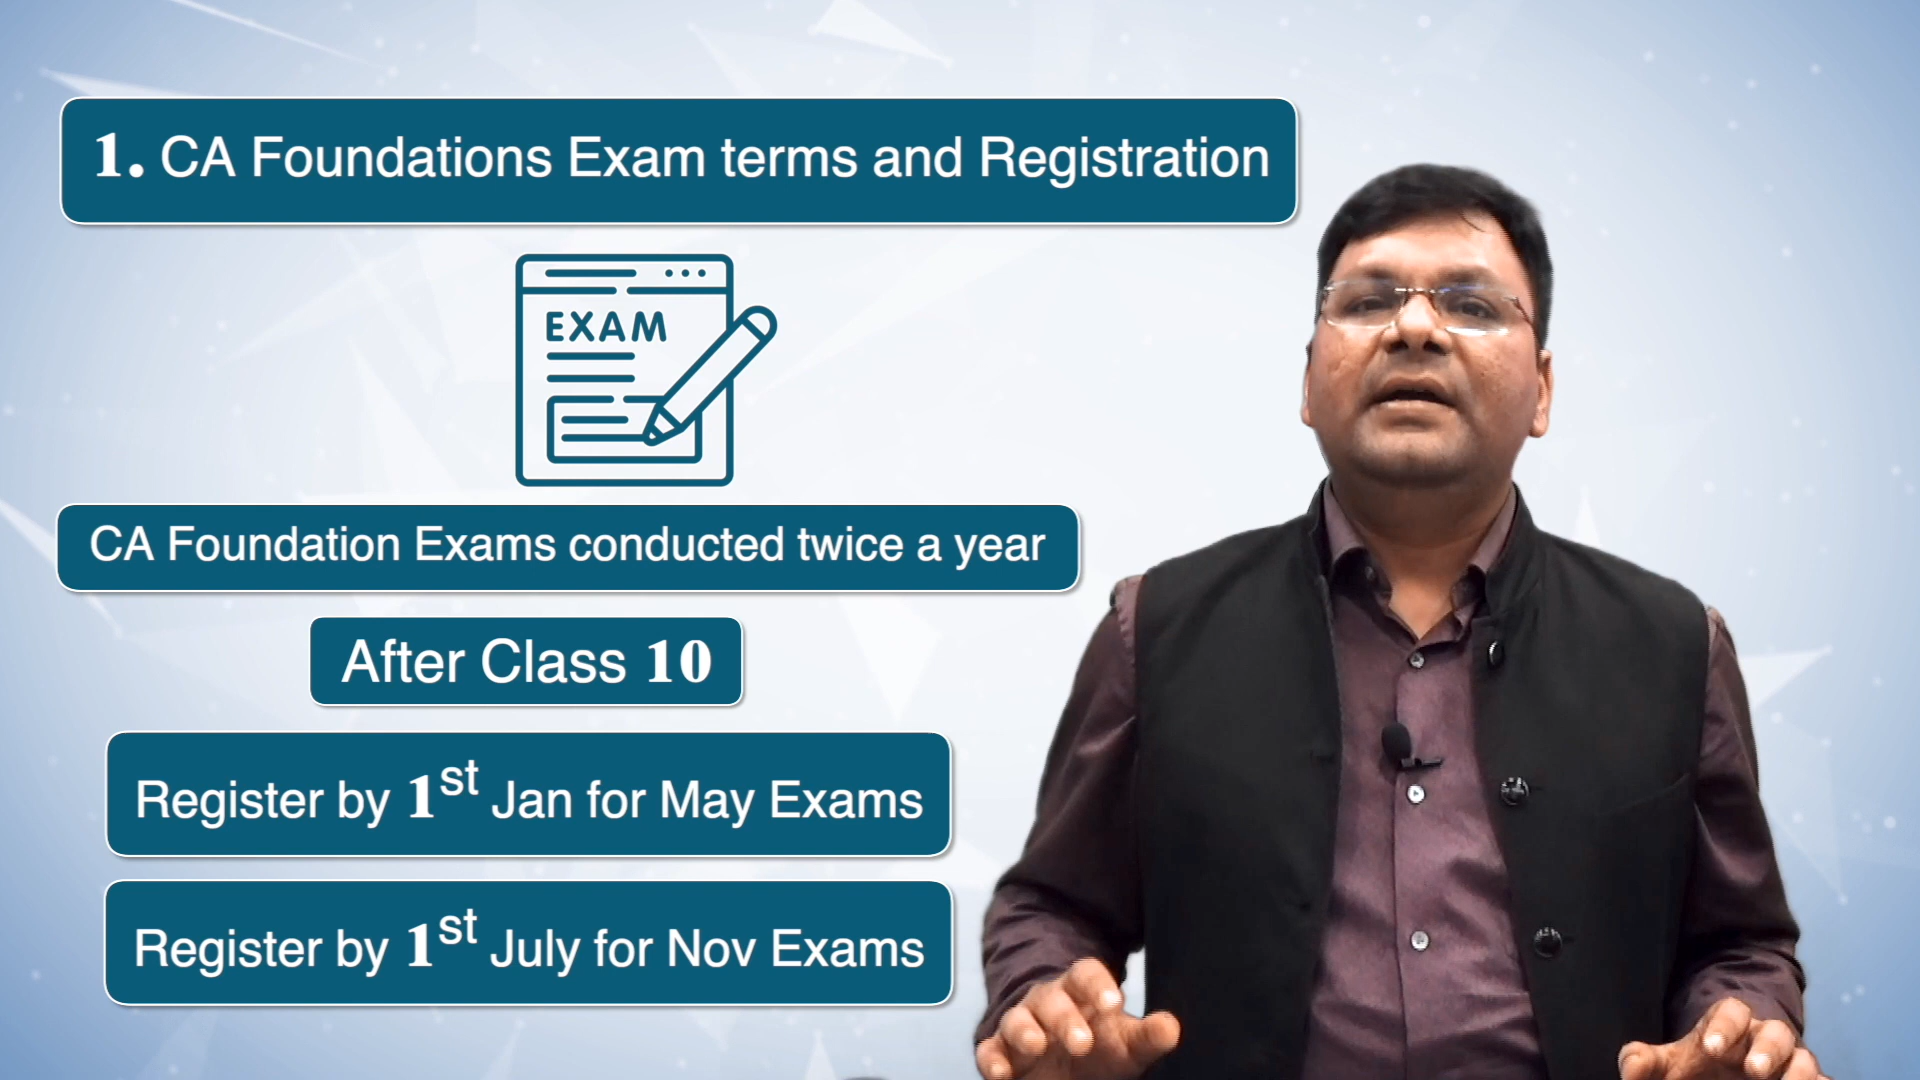 1. CA Foundations Exam terms and Registration
EXAM
CA Foundation Exams conducted twice a year
After Class 10
Register by 1st Jan for May Exams
Register by 1st July for Nov Exams